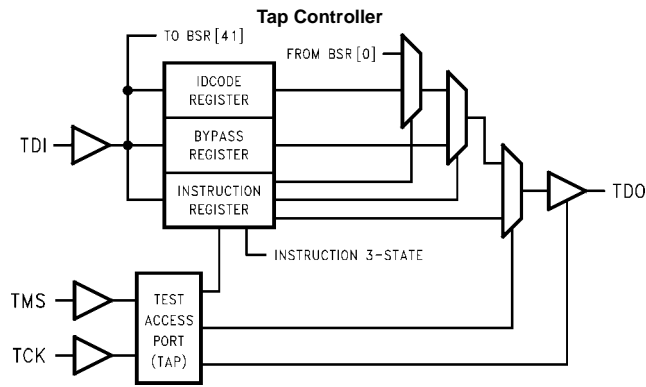 Tap Controller
TO BSR[41]
FROM BSR[0]
IDCODE
REGISTER
TDI
BYPASS
REGISTER
INSTRUCTION
REGISTER
TDO
INSTRUCTION 3-STATE
TMS
TCK
TEST
ACCESS
PORT
(TAP)